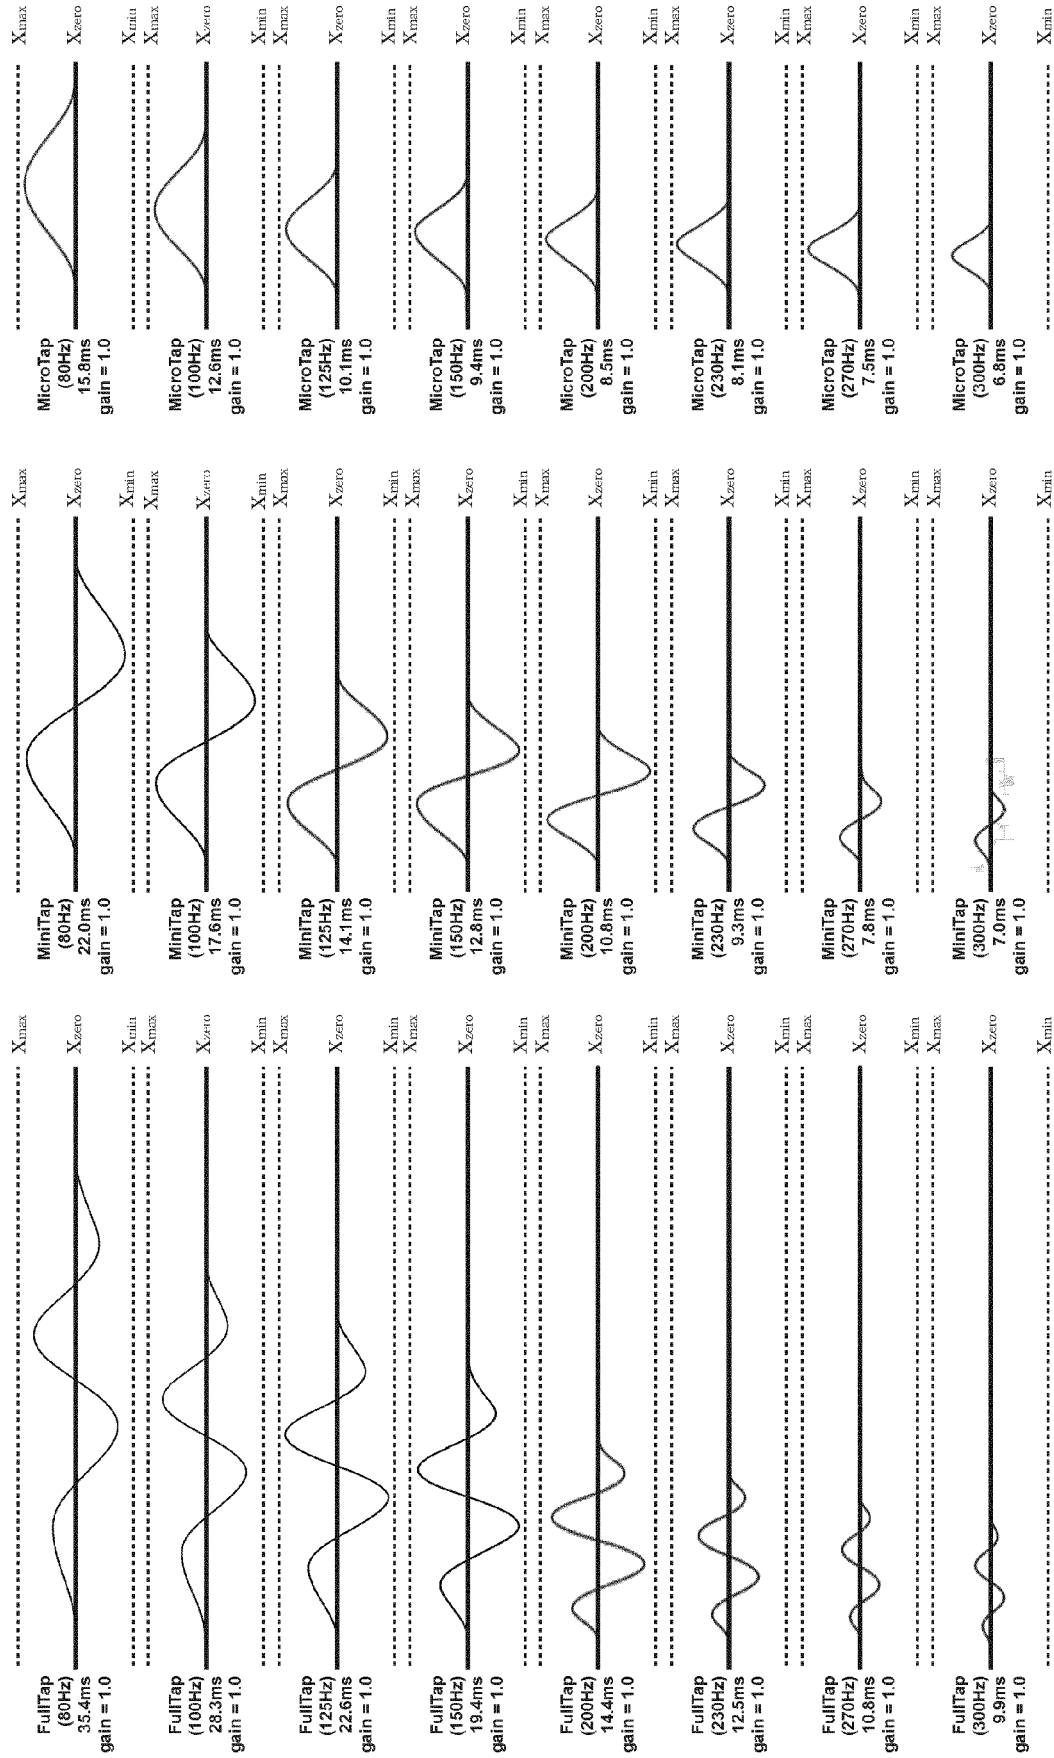 FullTap
(80Hz)
35.4ms
gain = 1.0
Xmax
Xzero
Xmin
MiniTap
(80Hz)
22.0ms
gain = 1.0
Xmax
Xzero
Xmin
MicroTap
(80Hz)
15.8ms
gain = 1.0
Xmax
Xzero
Xmin
FullTap
(100Hz)
28.3ms
gain = 1.0
Xmax
Xzero
Xmin
MiniTap
(100Hz)
17.6ms
gain = 1.0
Xmax
Xzero
Xmin
MicroTap
(100Hz)
12.6ms
gain = 1.0
Xmax
Xzero
Xmin
FullTap
(125Hz)
22.6ms
gain = 1.0
Xmax
Xzero
Xmin
MiniTap
(125Hz)
14.1ms
gain = 1.0
Xmax
Xzero
Xmin
MicroTap
(125Hz)
10.1ms
gain = 1.0
Xmax
Xzero
Xmin
FullTap
(150Hz)
19.4ms
gain = 1.0
Xmax
Xzero
Xmin
MiniTap
(150Hz)
12.8ms
gain = 1.0
Xmax
Xzero
Xmin
MicroTap
(150Hz)
9.4ms
gain = 1.0
Xmax
Xzero
Xmin
FullTap
(200Hz)
14.4ms
gain = 1.0
Xmax
Xzero
Xmin
MiniTap
(200Hz)
10.8ms
gain = 1.0
Xmax
Xzero
Xmin
MicroTap
(200Hz)
8.5ms
gain = 1.0
Xmax
Xzero
Xmin
FullTap
(230Hz)
12.5ms
gain = 1.0
Xmax
Xzero
Xmin
MiniTap
(230Hz)
9.3ms
gain = 1.0
Xmax
Xzero
Xmin
MicroTap
(230Hz)
8.1ms
gain = 1.0
Xmax
Xzero
Xmin
FullTap
(270Hz)
10.8ms
gain = 1.0
Xmax
Xzero
Xmin
MiniTap
(270Hz)
7.8ms
gain = 1.0
Xmax
Xzero
Xmin
MicroTap
(270Hz)
7.5ms
gain = 1.0
Xmax
Xzero
Xmin
FullTap
(300Hz)
9.9ms
gain = 1.0
Xmax
Xzero
Xmin
MiniTap
(300Hz)
7.0ms
gain = 1.0
Xmax
Xzero
Xmin
MicroTap
(300Hz)
6.8ms
gain = 1.0
Xmax
Xzero
Xmin